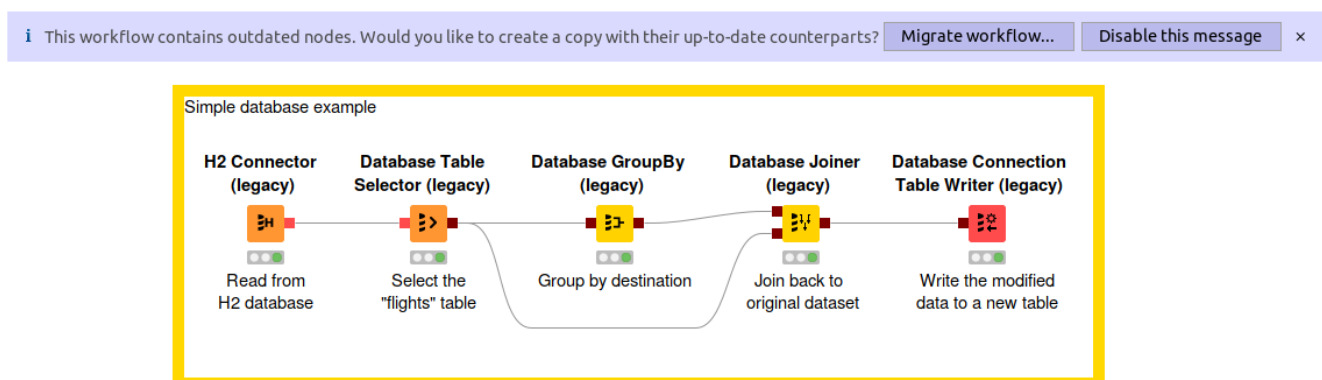 i This workflow contains outdated nodes. Would you like to create a copy with their up-to-date counterparts? Migrate workflow... Disable this message ×
Simple database example
H2 Connector
(legacy)
Database Table
Selector (legacy)
Database GroupBy
(legacy)
Database Joiner
(legacy)
Database Connection
Table Writer (legacy)
H
Read from
H2 database
Select the
"flights" table
Group by destination
Join back to
original dataset
Write the modified
data to a new table